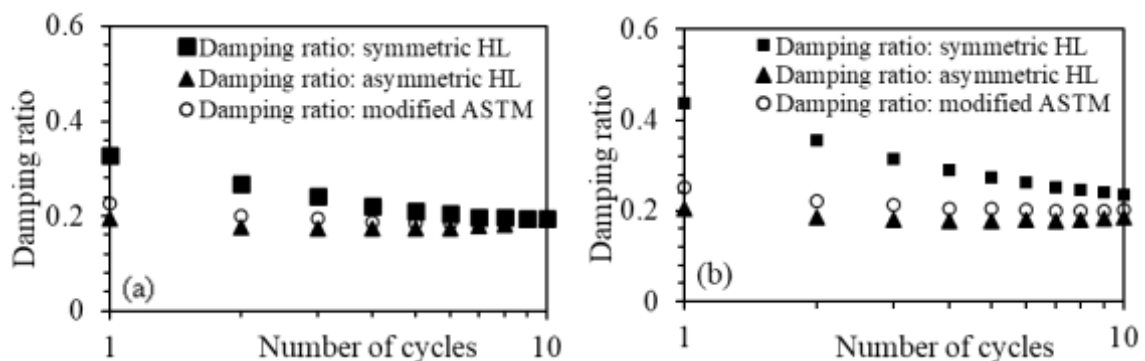 0.6
Damping ratio: symmetric HL
Damping ratio: asymmetric HL
Damping ratio: modified ASTM
0.4
0.2
0
Damping ratio
(a)
1
Number of cycles
10
0.6
Damping ratio: symmetric HL
Damping ratio: asymmetric HL
Damping ratio: modified ASTM
0.4
0.2
0
Damping ratio
(b)
1
Number of cycles
10